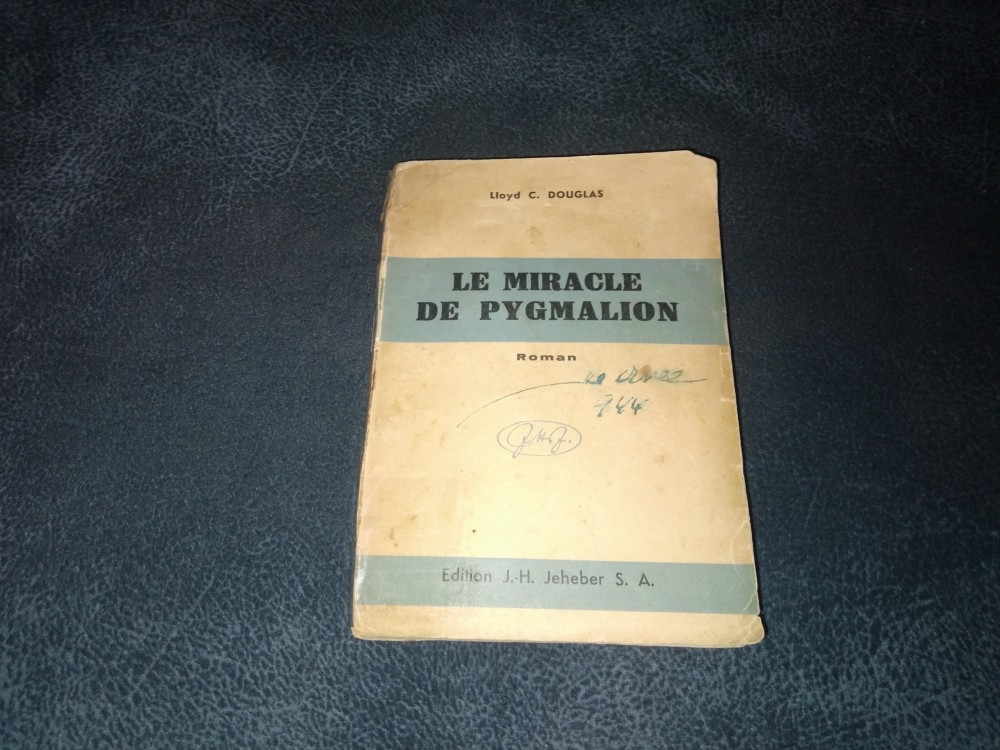 Lloyd C. DOUGLAS
LE MIRACLE
DE PYGMALION
Roman
944
J.H.J.
Edition J.-H. Jeheber S. A.